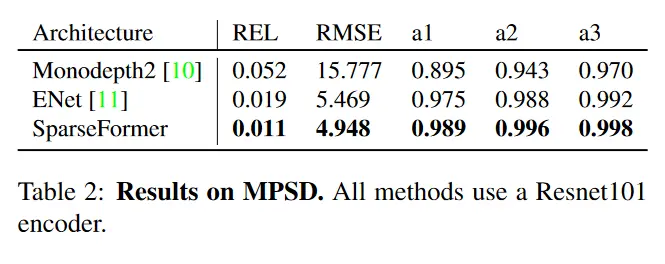 Architecture REL RMSE a1 a2 a3
Monodepth2 [10] 0.052 15.777 0.895 0.943 0.970
ENet [11] 0.019 5.469 0.975 0.988 0.992
SparseFormer 0.011 4.948 0.989 0.996 0.998
Table 2: Results on MPSD. All methods use a Resnet101
encoder.